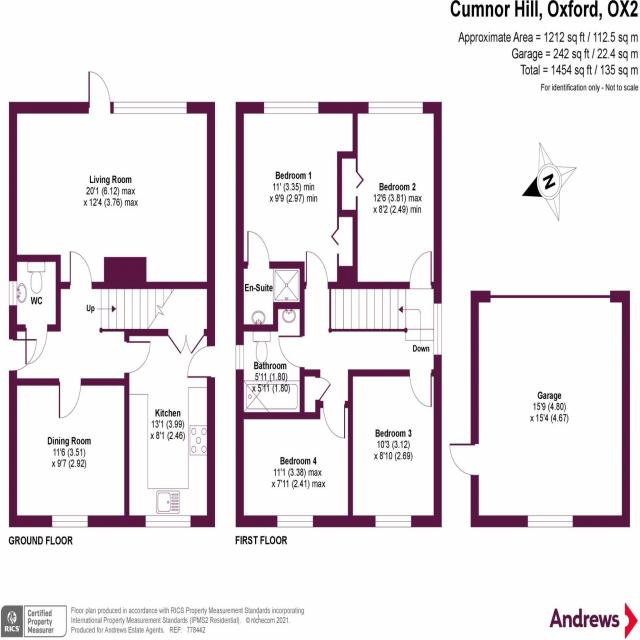 Cumnor Hill, Oxford, OX2
Approximate Area = 1212 sq ft / 112.5 sq m
Garage = 242 sq ft / 22.4 sq m
Total = 1454 sq ft / 135 sq m
For identification only - Not to scale
N
Living Room
20'1 (6.12) max
x 12'4 (3.76) max
WC
Up
Kitchen
13'1 (3.99)
x 8'1 (2.46)
Dining Room
11'6 (3.51)
x 9'7 (2.92)
GROUND FLOOR
Bedroom 1
11' (3.35) min
x 9'9 (2.97) min
Bedroom 2
12'6 (3.81) max
x 8'2 (2.49) min
En-Suite
Down
Bathroom
5'11 (1.80)
x 5'11 (1.80)
Bedroom 3
10'3 (3.12)
x 8'10 (2.69)
Bedroom 4
11'1 (3.38) max
x 7'11 (2.41) max
FIRST FLOOR
Garage
15'9 (4.80)
x 15'4 (4.67)
RICS
Certified
Property
Measurer
Floor plan produced in accordance with RICS Property Measurement Standards incorporating
International Property Measurement Standards (IPMS2 Residential). © nichecom 2021.
Produced for Andrews Estate Agents. REF: 778442
Andrews